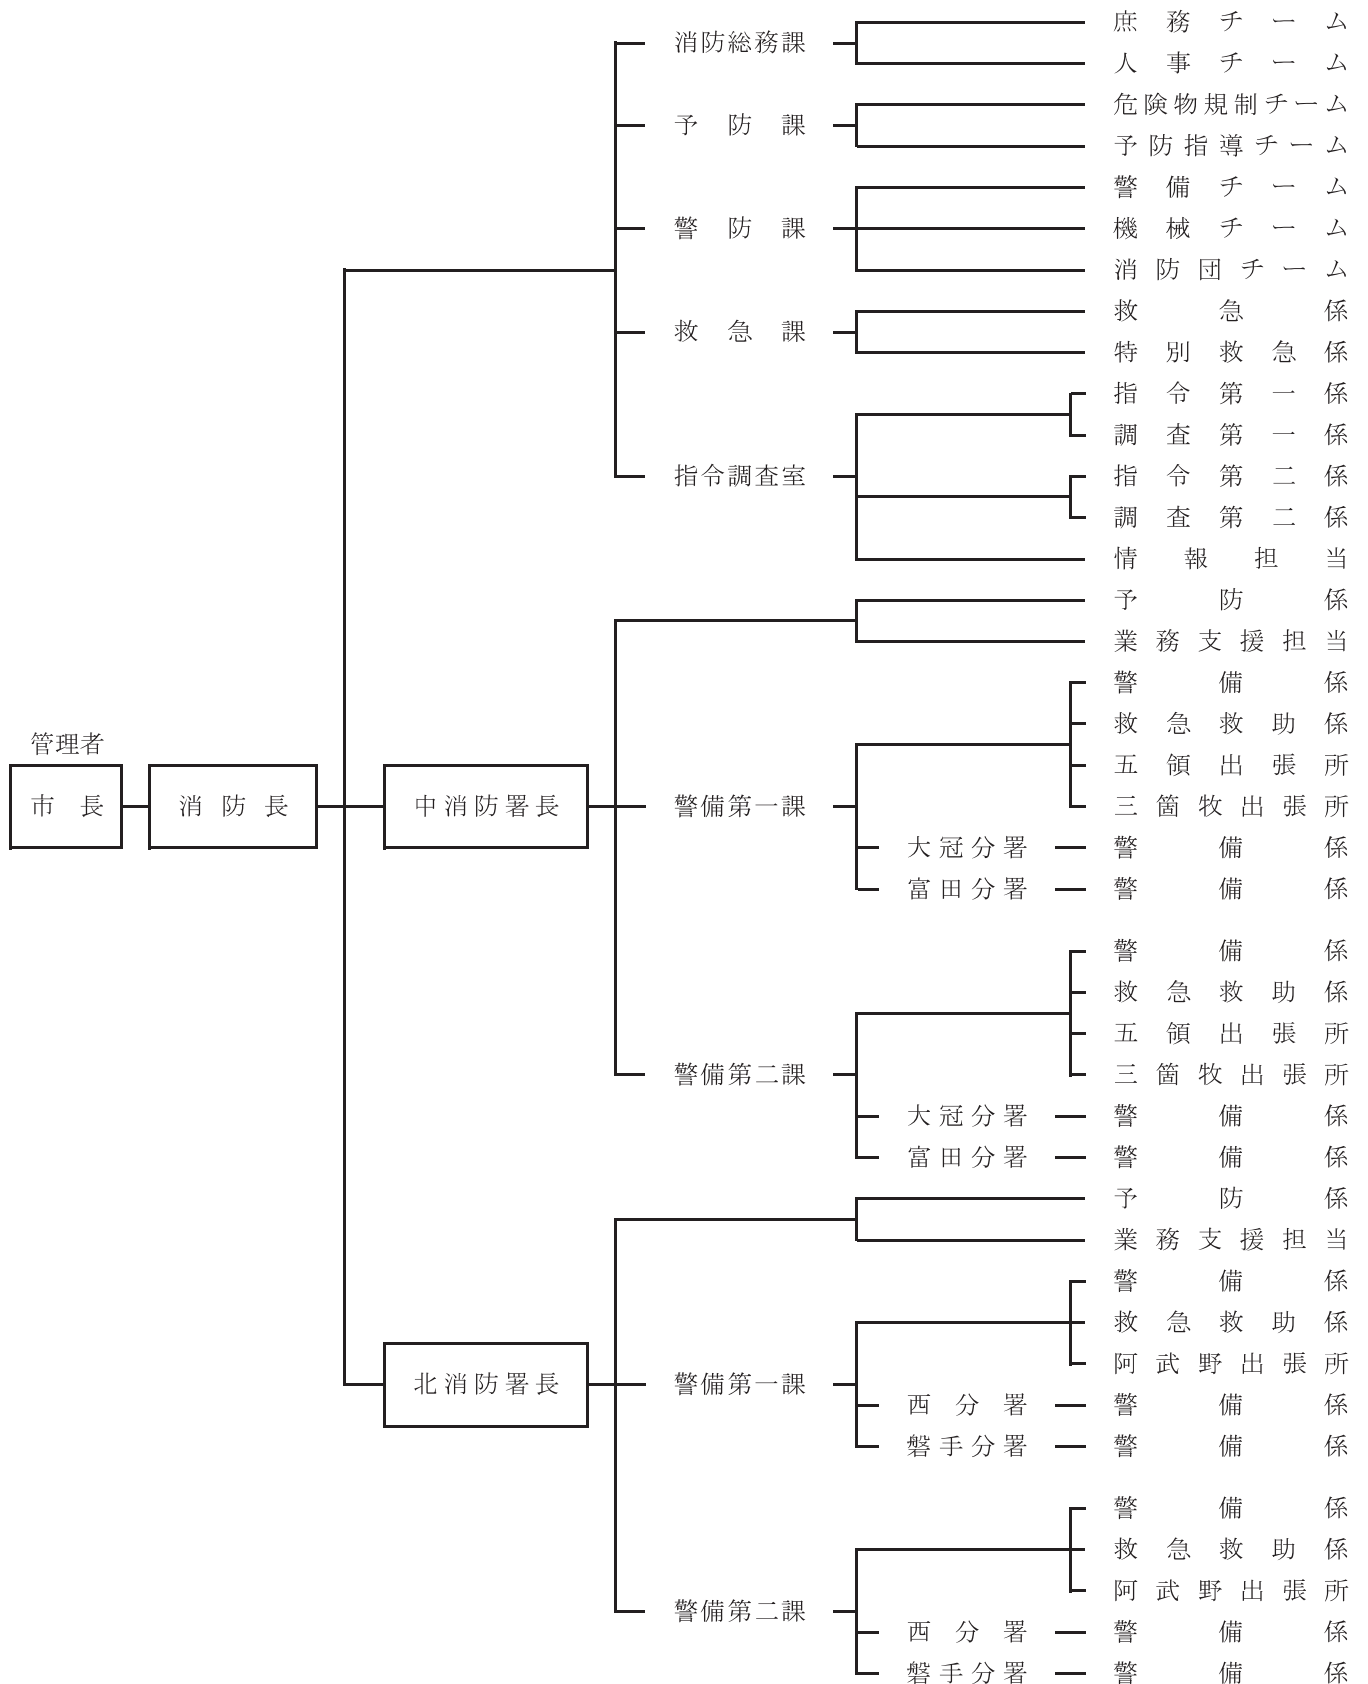 庶務チーム
消防総務課
人事チーム
危険物規制チーム
予防課
予防指導チーム
警備チーム
警防課
機械チーム
消防団チーム
救急係
救急課
特別救急係
指令第一係
調査第一係
指令調査室
指令第二係
調査第二係
情報担当
予防係
業務支援担当
警備係
救急救助係
管理者
五領出張所
市長
消防長
中消防署長
警備第一課
三箇牧出張所
大冠分署 警備係
富田分署 警備係
警備係
救急救助係
五領出張所
警備第二課
三箇牧出張所
大冠分署 警備係
富田分署 警備係
予防係
業務支援担当
警備係
救急救助係
阿武野出張所
北消防署長
警備第一課
西分署 警備係
磐手分署 警備係
警備係
救急救助係
阿武野出張所
警備第二課
西分署 警備係
磐手分署 警備係